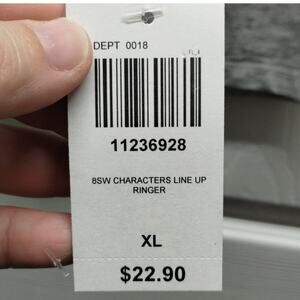 DEPT 0018
11236928
8SW CHARACTERS LINE UP
RINGER
XL
$22.90